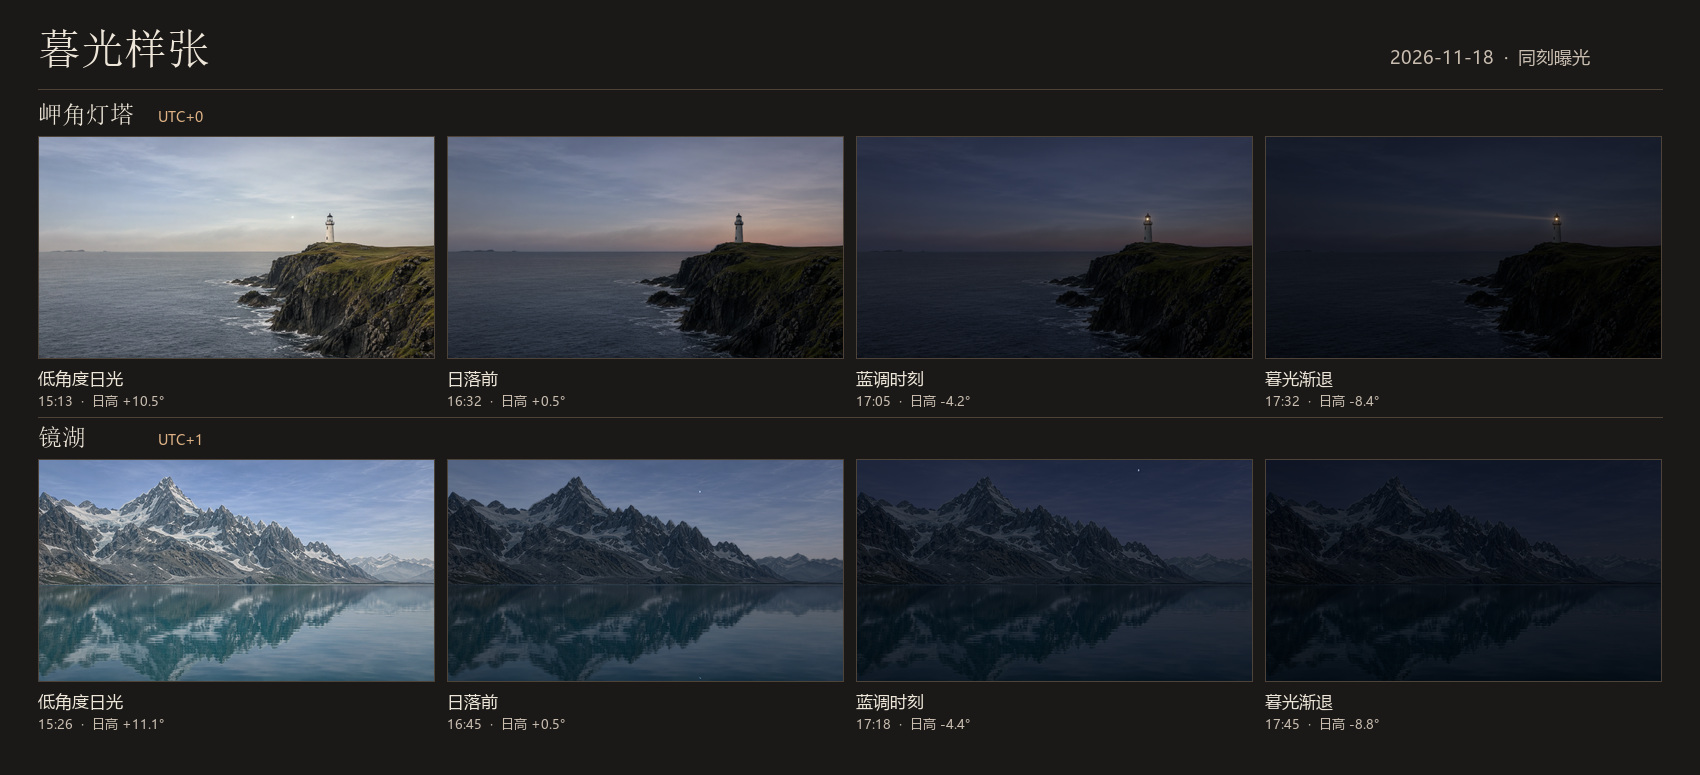 暮光样张
2026-11-18 · 同刻曝光
岬角灯塔 UTC+0
低角度日光
15:13 · 日高 +10.5°
日落前
16:32 · 日高 +0.5°
蓝调时刻
17:05 · 日高 -4.2°
暮光渐退
17:32 · 日高 -8.4°
镜湖 UTC+1
低角度日光
15:26 · 日高 +11.1°
日落前
16:45 · 日高 +0.5°
蓝调时刻
17:18 · 日高 -4.4°
暮光渐退
17:45 · 日高 -8.8°